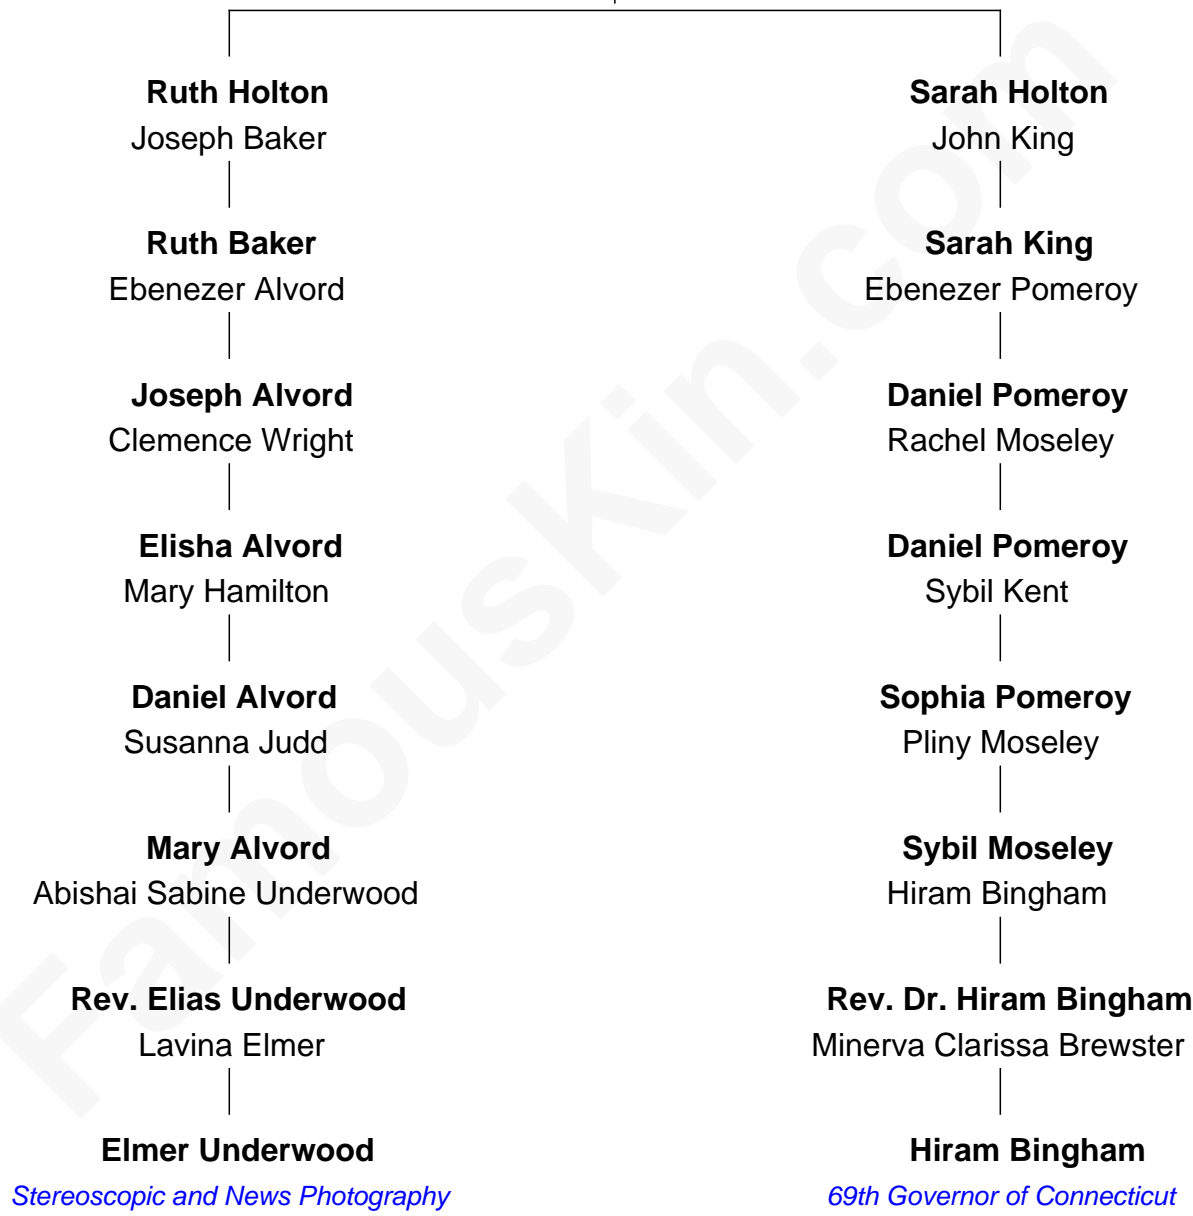 Ruth Holton
Joseph Baker
Sarah Holton
John King
Ruth Baker
Ebenezer Alvord
Sarah King
Ebenezer Pomeroy
Joseph Alvord
Clemence Wright
Daniel Pomeroy
Rachel Moseley
Elisha Alvord
Mary Hamilton
Daniel Pomeroy
Sybil Kent
Daniel Alvord
Susanna Judd
Sophia Pomeroy
Pliny Moseley
Mary Alvord
Abishai Sabine Underwood
Sybil Moseley
Hiram Bingham
Rev. Elias Underwood
Lavina Elmer
Rev. Dr. Hiram Bingham
Minerva Clarissa Brewster
Elmer Underwood
Stereoscopic and News Photography
Hiram Bingham
69th Governor of Connecticut
FamousKin.com